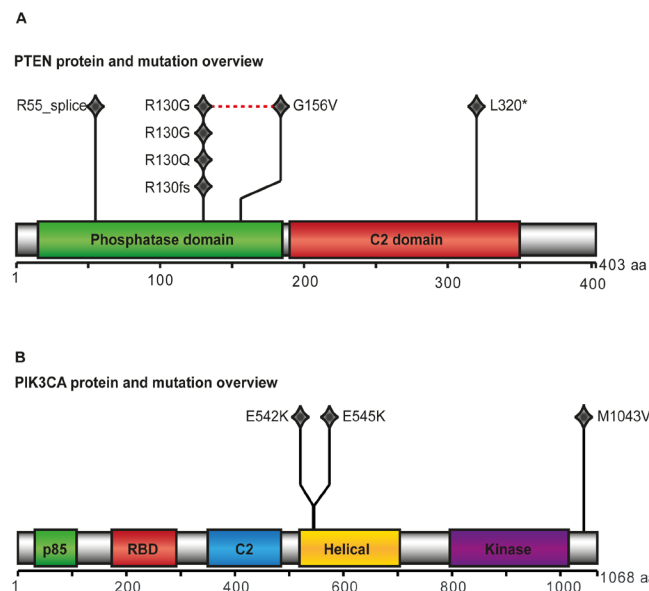 A
PTEN protein and mutation overview
R55_splice R130G G156V L320*
R130G
R130Q
R130fs
Phosphatase domain C2 domain
403 aa
1 100 200 300 400
B
PIK3CA protein and mutation overview
E542K E545K M1043V
p85 RBD C2 Helical Kinase
1068 aa
1 200 400 600 800 1000